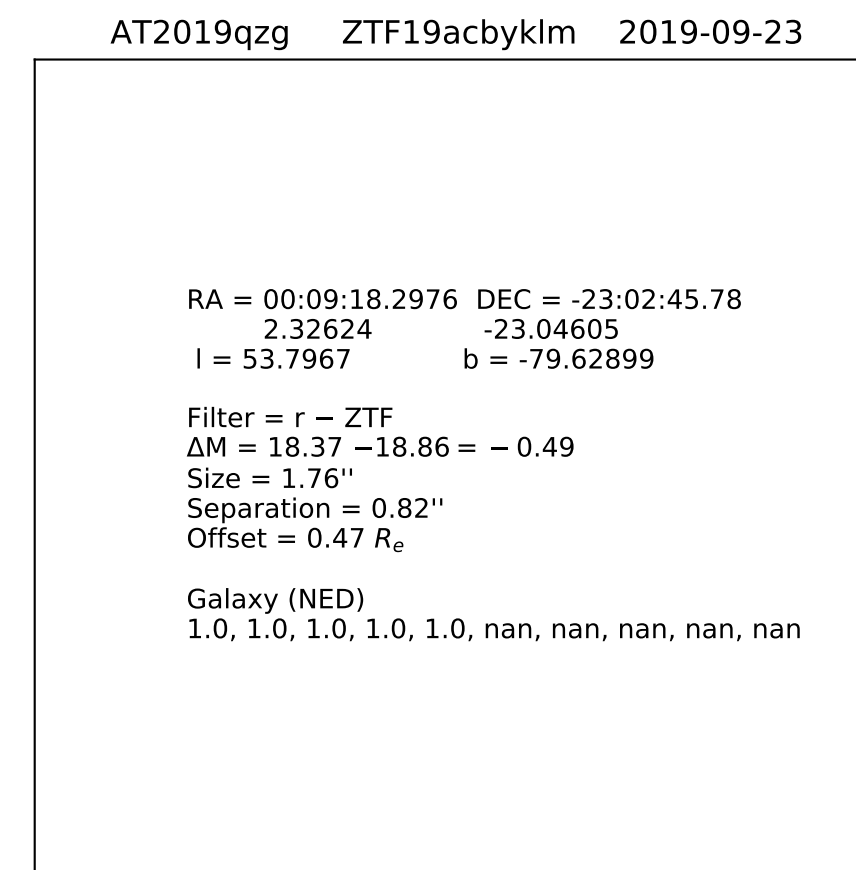 AT2019qzg ZTF19acbyklm 2019-09-23
RA = 00:09:18.2976 DEC = -23:02:45.78
2.32624 -23.04605
l = 53.7967 b = -79.62899
Filter = r − ZTF
ΔM = 18.37 −18.86 = − 0.49
Size = 1.76''
Separation = 0.82''
Offset = 0.47 Re
Galaxy (NED)
1.0, 1.0, 1.0, 1.0, 1.0, nan, nan, nan, nan, nan